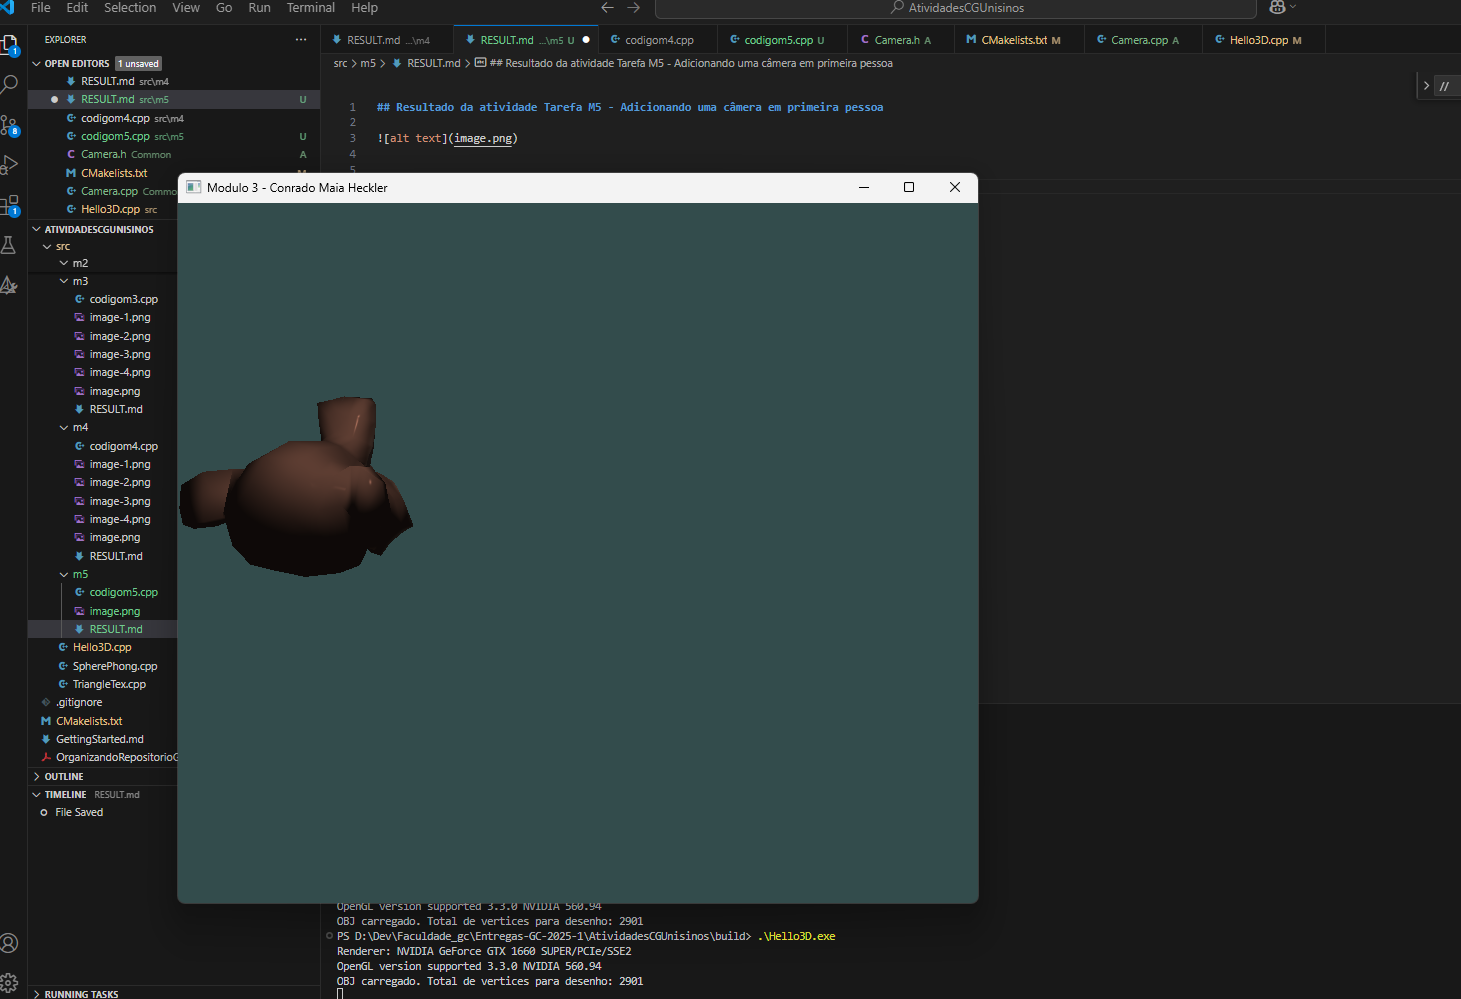 File Edit Selection View Go Run Terminal Help
AtividadesCGUnisinos
EXPLORER
RESULT.md ...\m4
RESULT.md ...\m5 U
codigom4.cpp
codigom5.cpp U
Camera.h A
CMakelists.txt M
Camera.cpp A
Hello3D.cpp M
OPEN EDITORS 1 unsaved
src > m5 > RESULT.md > ## Resultado da atividade Tarefa M5 - Adicionando uma câmera em primeira pessoa
RESULT.md src\m4
RESULT.md src\m5 U
codigom4.cpp src\m4
codigom5.cpp src\m5 U
Camera.h Common A
CMakelists.txt
Camera.cpp
Hello3D.cpp src
1 ## Resultado da atividade Tarefa M5 - Adicionando uma câmera em primeira pessoa
2
3 ![alt text](image.png)
4
5
//
Modulo 3 - Conrado Maia Heckler
ATIVIDADESCGUNISINOS
src
m2
m3
codigom3.cpp
image-1.png
image-2.png
image-3.png
image-4.png
image.png
RESULT.md
m4
codigom4.cpp
image-1.png
image-2.png
image-3.png
image-4.png
image.png
RESULT.md
m5
codigom5.cpp
image.png
RESULT.md
Hello3D.cpp
SpherePhong.cpp
TriangleTex.cpp
.gitignore
CMakelists.txt
GettingStarted.md
OUTLINE
TIMELINE RESULT.md
File Saved
RUNNING TASKS
1
8
1
OpenGL version supported 3.3.0 NVIDIA 560.94
OBJ carregado. Total de vertices para desenho: 2901
PS D:\Dev\Faculdade_gc\Entregas-GC-2025-1\AtividadesCGUnisinos\build> .\Hello3D.exe
Renderer: NVIDIA GeForce GTX 1660 SUPER/PCIe/SSE2
OpenGL version supported 3.3.0 NVIDIA 560.94
OBJ carregado. Total de vertices para desenho: 2901